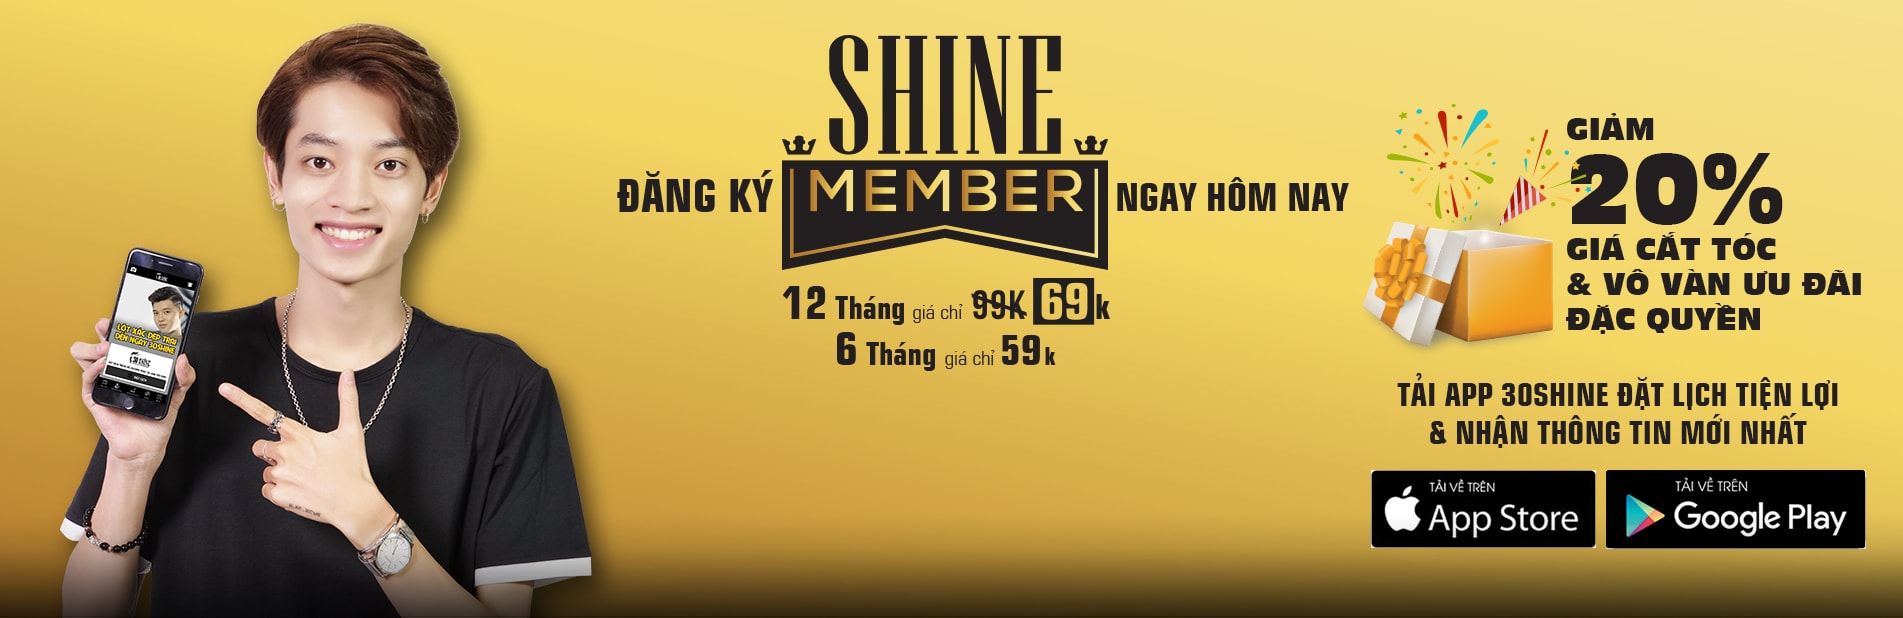 SHINE
ĐĂNG KÝ MEMBER NGAY HÔM NAY
12 Tháng giá chỉ 99K 69k
6 Tháng giá chỉ 59k
GIẢM
20%
GIÁ CẮT TÓC
& VÔ VÀN ƯU ĐÃI
ĐẶC QUYỀN
TẢI APP 30SHINE ĐẶT LỊCH TIỆN LỢI
& NHẬN THÔNG TIN MỚI NHẤT
TẢI VỀ TRÊN
App Store
TẢI VỀ TRÊN
Google Play
LỘT XÁC ĐẸP TRAI
ĐẾN NGAY 30SHINE